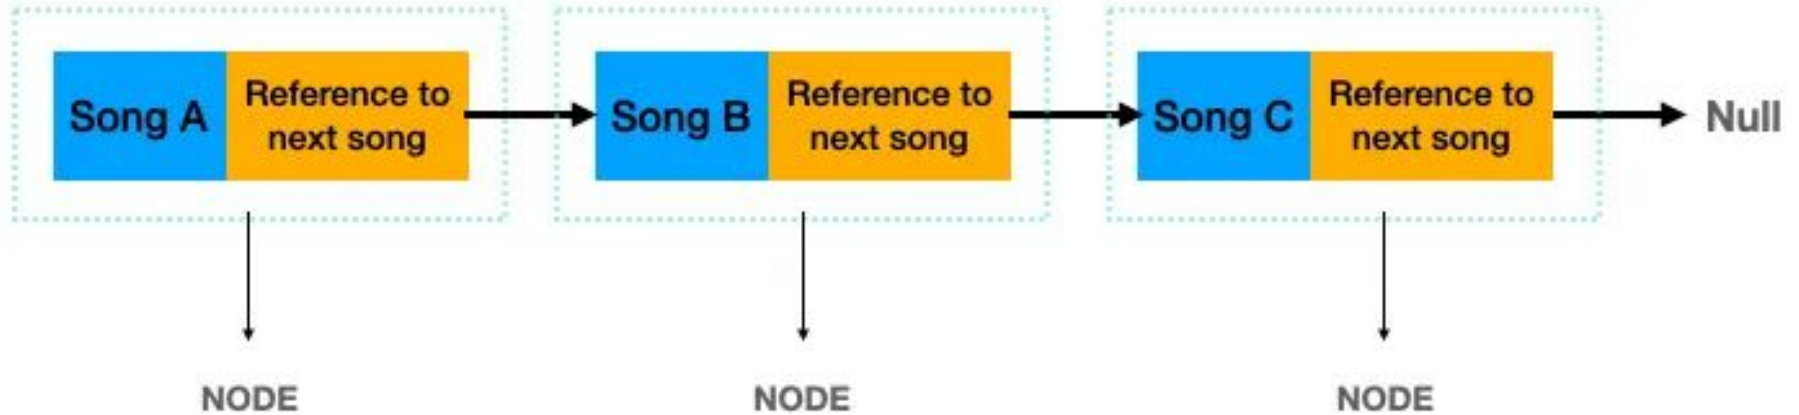 Song A
Reference to
next song
Song B
Reference to
next song
Song C
Reference to
next song
Null
NODE
NODE
NODE